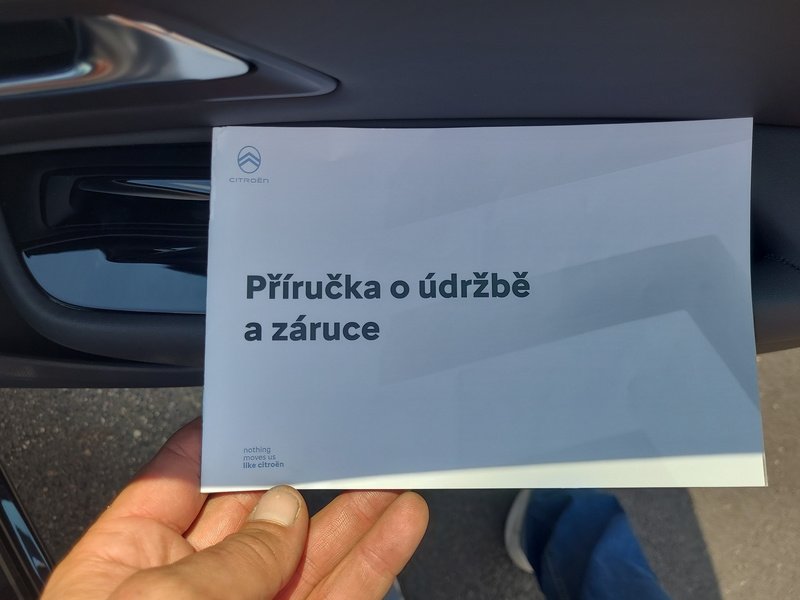 CITROËN
Příručka o údržbě
a záruce
nothing
moves us
like citroën